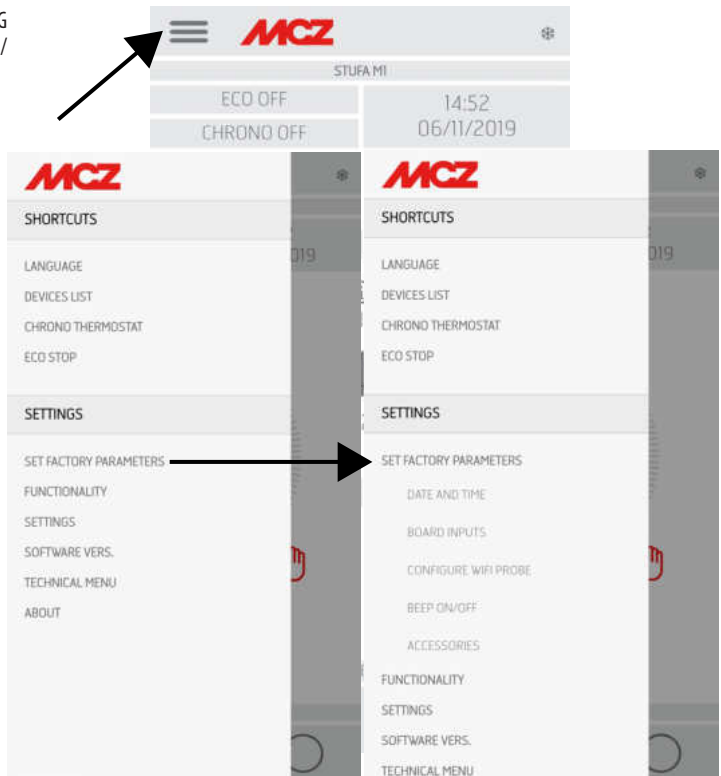 G
/
MCZ
STUFA M1
ECO OFF
14:52
CHRONO OFF
06/11/2019
MCZ
SHORTCUTS
019
LANGUAGE
DEVICES LIST
CHRONO THERMOSTAT
ECO STOP
SETTINGS
SET FACTORY PARAMETERS
FUNCTIONALITY
SETTINGS
SOFTWARE VERS.
TECHNICAL MENU
ABOUT
MCZ
SHORTCUTS
019
LANGUAGE
DEVICES LIST
CHRONO THERMOSTAT
ECO STOP
SETTINGS
SET FACTORY PARAMETERS
DATE AND TIME
BOARD INPUTS
CONFIGURE WIFI PROBE
BEEP ON/OFF
ACCESSORIES
FUNCTIONALITY
SETTINGS
SOFTWARE VERS.
TECHNICAL MENU